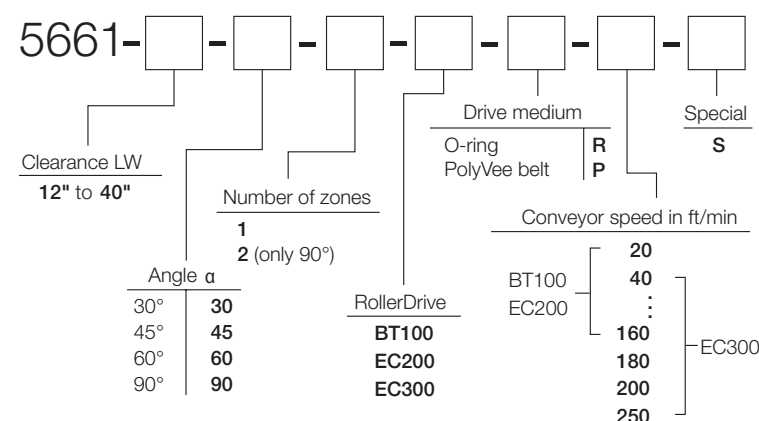 5661-
Clearance LW
12" to 40"
Angle α
30° 30
45° 45
60° 60
90° 90
Number of zones
1
2 (only 90°)
RollerDrive
BT100
EC200
EC300
Drive medium
O-ring R
PolyVee belt P
Conveyor speed in ft/min
BT100
EC200
20
40
⋮
160
180
200
250
EC300
Special
S